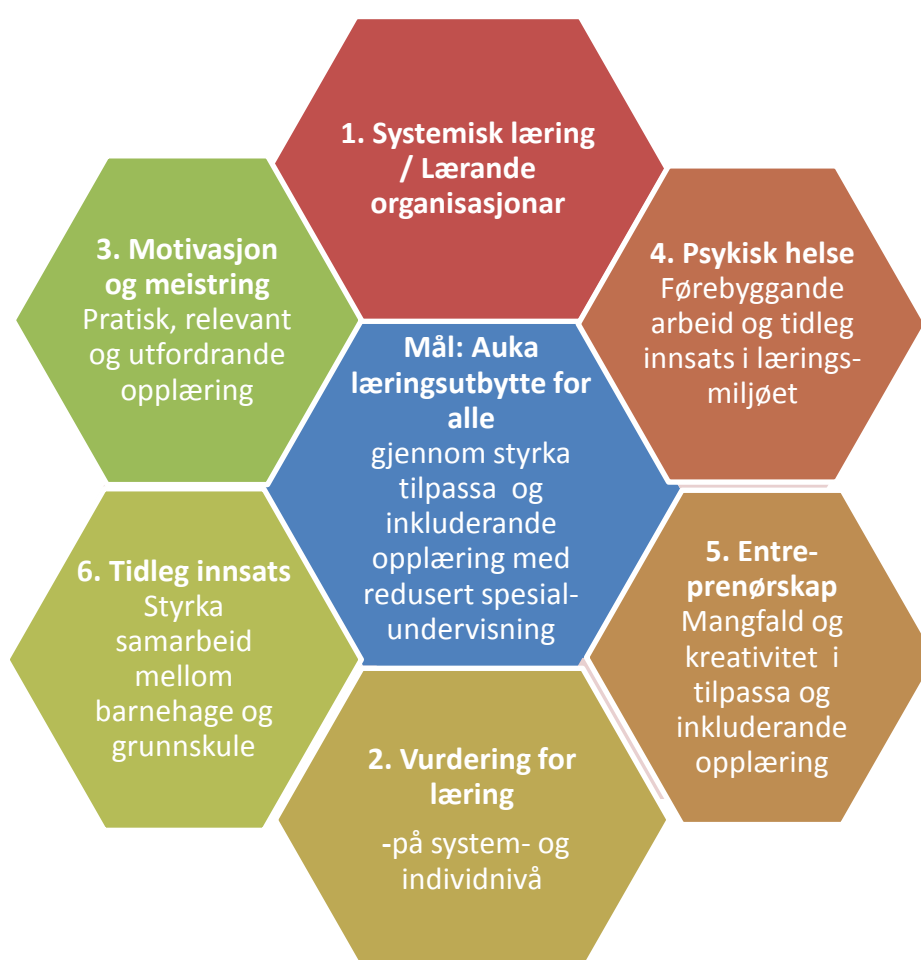 1. Systemisk læring
/ Lærande
organisasjonar
3. Motivasjon
og meistring
Pratisk, relevant
og utfordrande
opplæring
4. Psykisk helse
Førebyggande
arbeid og tidleg
innsats i lærings-
miljøet
Mål: Auka
læringsutbytte for
alle
gjennom styrka
tilpassa og
inkluderande
opplæring med
redusert spesial-
undervisning
6. Tidleg innsats
Styrka
samarbeid
mellom
barnehage og
grunnskule
5. Entre-
prenørskap
Mangfald og
kreativitet i
tilpassa og
inkluderande
opplæring
2. Vurdering for
læring
-på system- og
individnivå